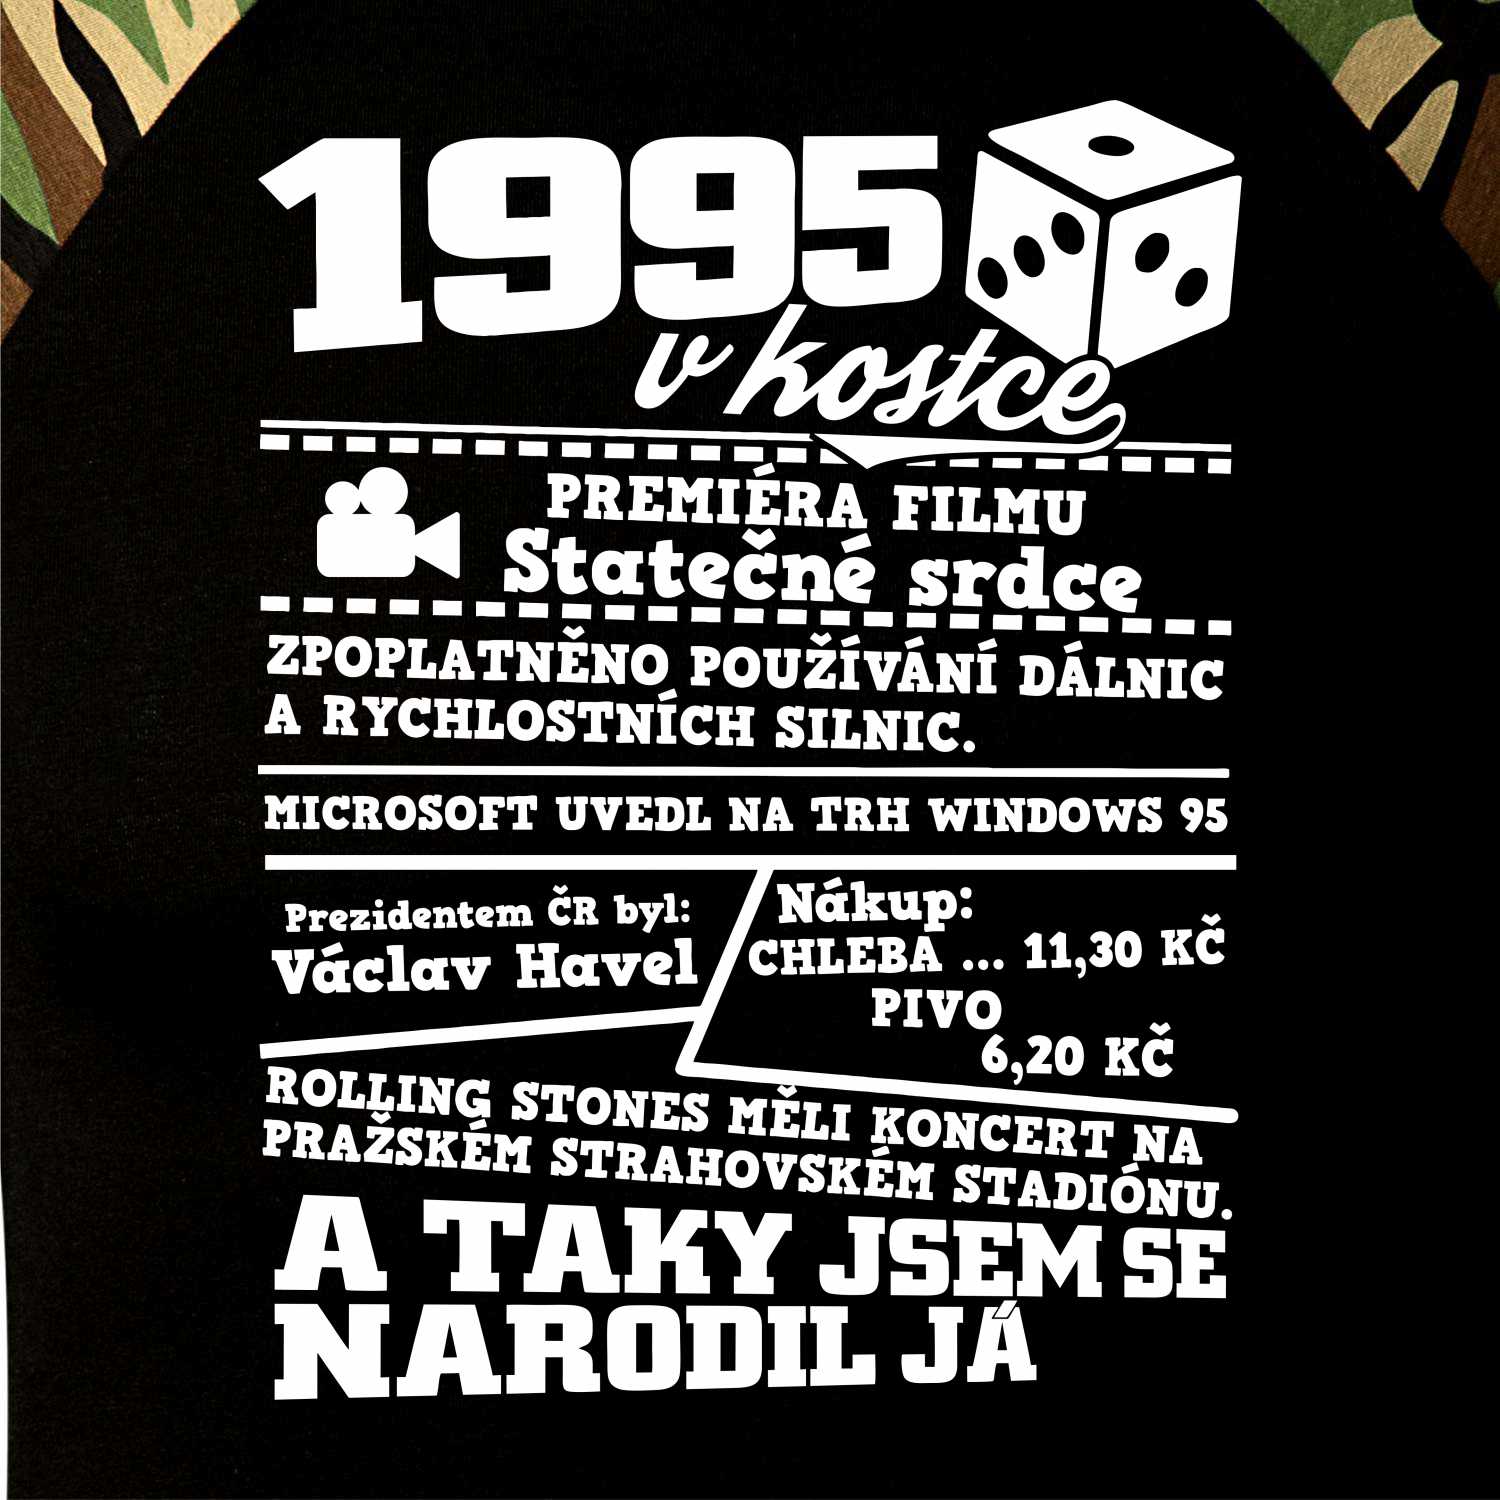 1995
v kostce
PREMIÉRA FILMU
Statečné srdce
ZPOPLATNĚNO POUŽÍVÁNÍ DÁLNIC
A RYCHLOSTNÍCH SILNIC.
MICROSOFT UVEDL NA TRH WINDOWS 95
Prezidentem ČR byl:
Václav Havel
Nákup:
CHLEBA ... 11,30 KČ
PIVO
6,20 KČ
ROLLING STONES MĚLI KONCERT NA
PRAŽSKÉM STRAHOVSKÉM STADIÓNU.
A TAKY JSEM SE
NARODIL JÁ